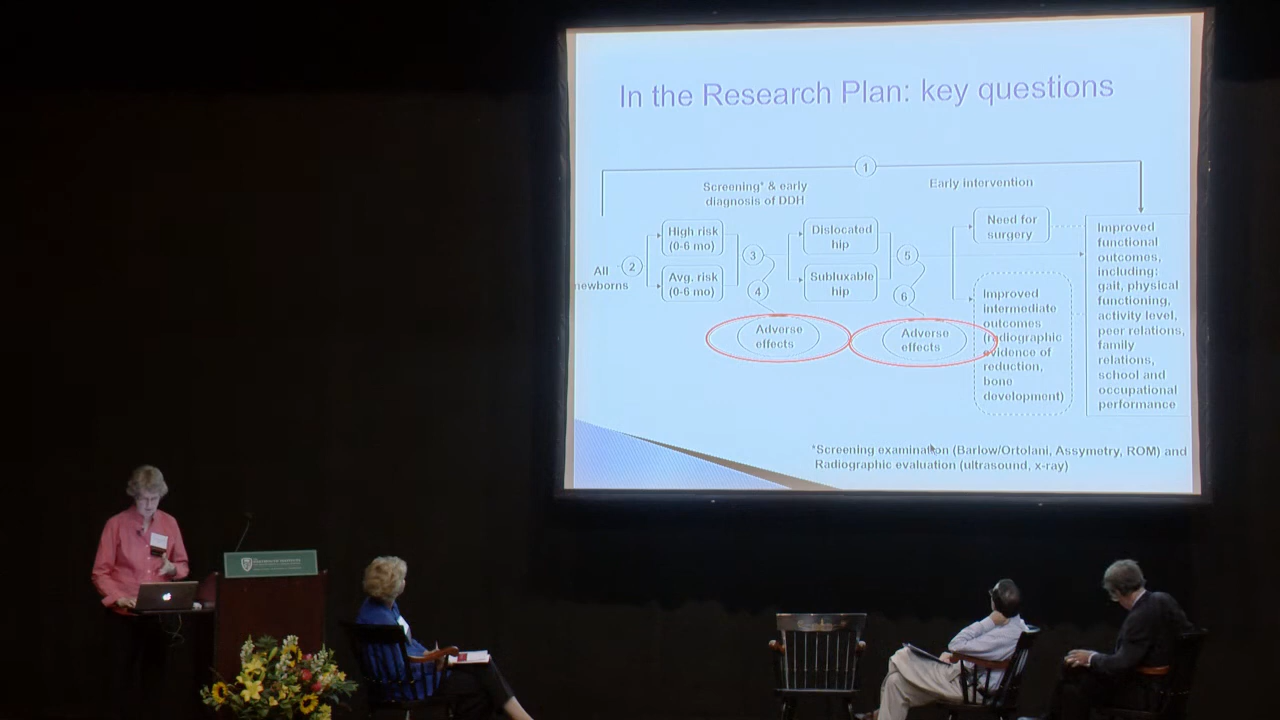 In the Research Plan: key questions
1
Screening* & early
diagnosis of DDH
Early intervention
All
newborns
2
High risk
(0-6 mo)
Avg. risk
(0-6 mo)
3
4
Adverse
effects
Dislocated
hip
Subluxable
hip
5
6
Adverse
effects
Need for
surgery
Improved
intermediate
outcomes
(radiographic
evidence of
reduction,
bone
development)
Improved
functional
outcomes,
including:
gait, physical
functioning,
activity level,
peer relations,
family
relations,
school and
occupational
performance
*Screening examination (Barlow/Ortolani, Assymetry, ROM) and
Radiographic evaluation (ultrasound, x-ray)